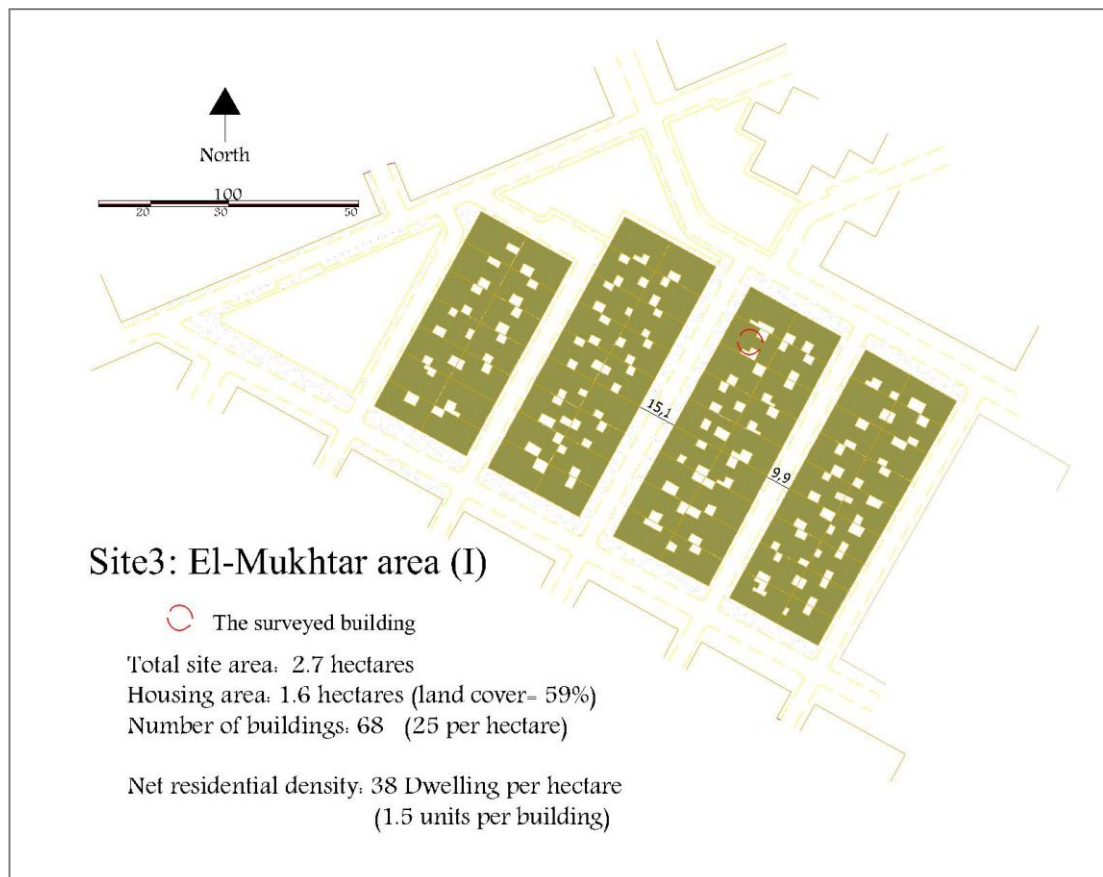 North
100
20 30 50
15,1
9,9
Site3: El-Mukhtar area (I)
The surveyed building
Total site area: 2.7 hectares
Housing area: 1.6 hectares (land cover= 59%)
Number of buildings: 68 (25 per hectare)
Net residential density: 38 Dwelling per hectare
(1.5 units per building)